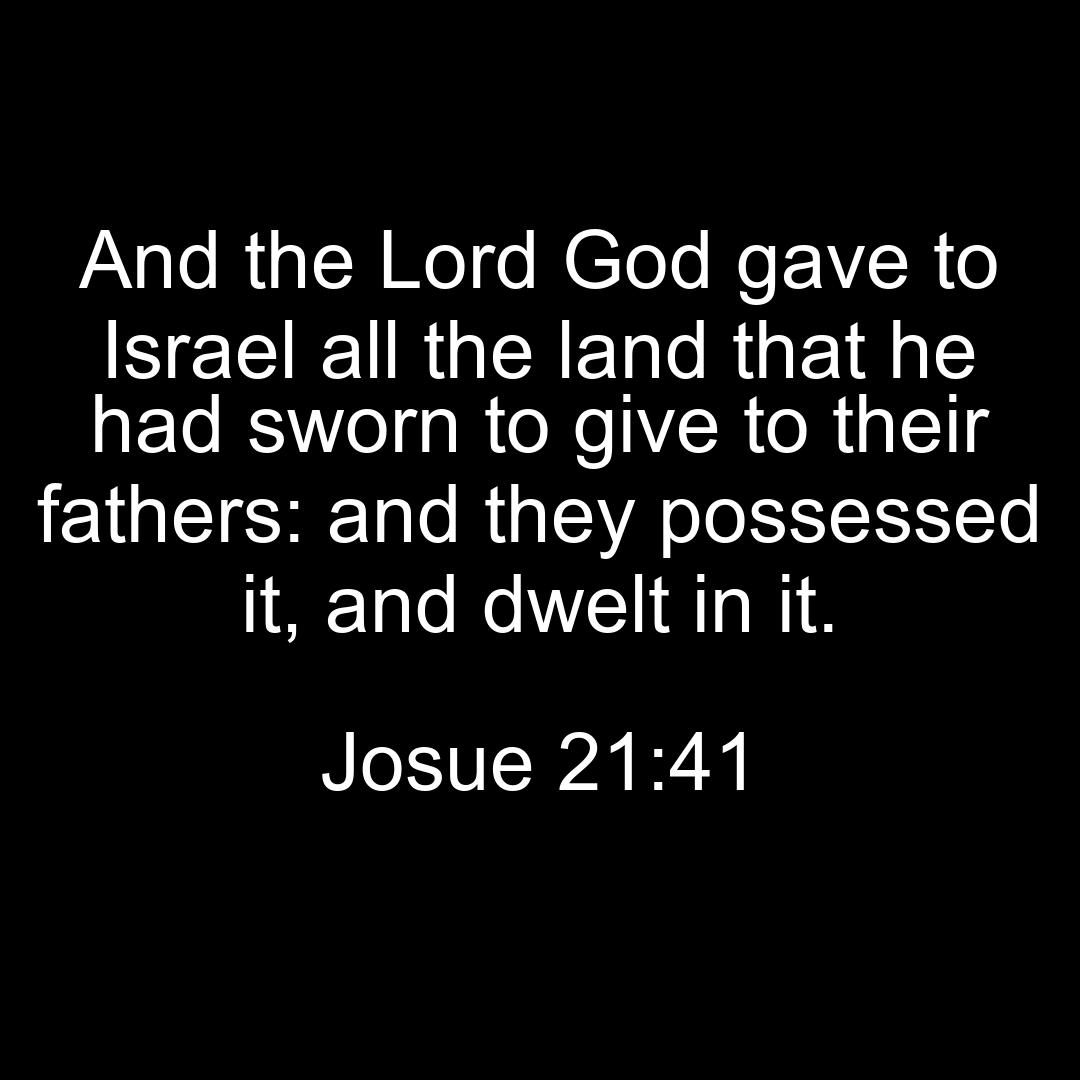 And the Lord God gave to
Israel all the land that he
had sworn to give to their
fathers: and they possessed
it, and dwelt in it.
Josue 21:41